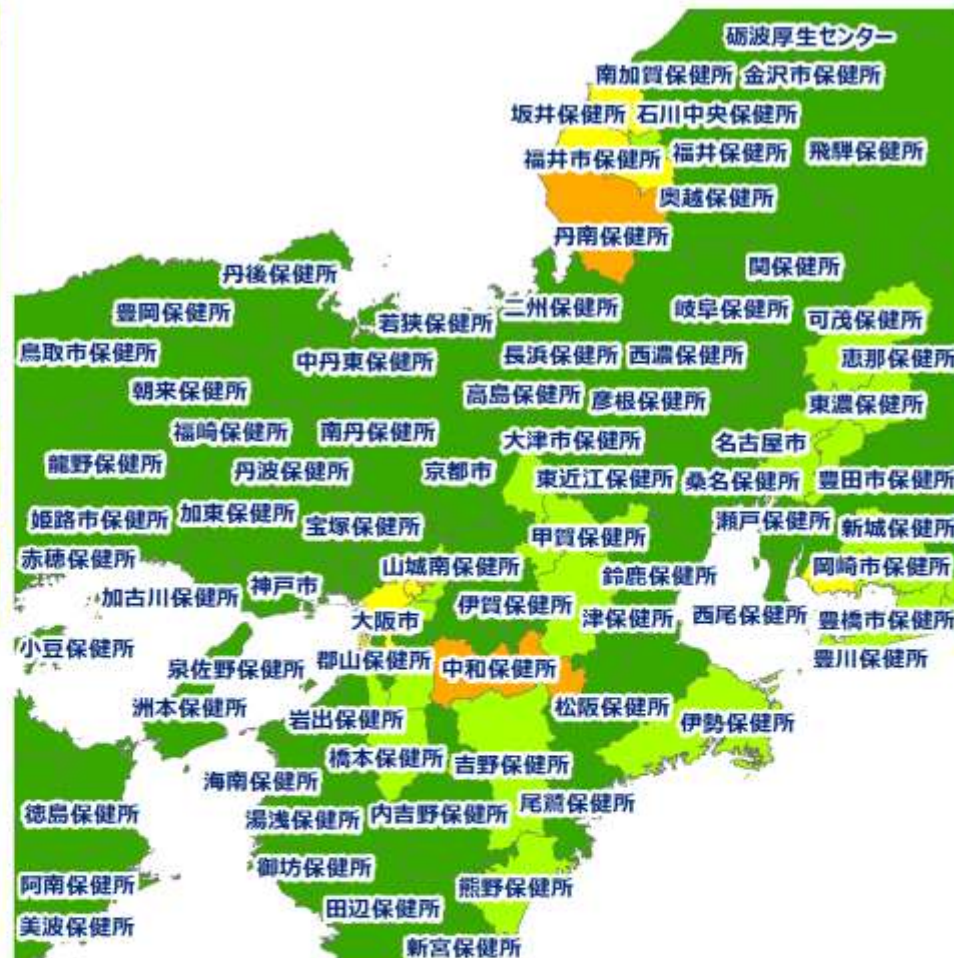 砺波厚生センター
南加賀保健所 金沢市保健所
坂井保健所 石川中央保健所
福井市保健所 福井保健所 飛騨保健所
奥越保健所
丹南保健所
丹後保健所 関保健所
豊岡保健所 若狭保健所 二州保健所 岐阜保健所 可茂保健所
鳥取市保健所 中丹東保健所 長浜保健所 西濃保健所 恵那保健所
朝来保健所 高島保健所 彦根保健所 東濃保健所
福崎保健所 南丹保健所 大津市保健所 名古屋市
龍野保健所 丹波保健所 京都市 東近江保健所 桑名保健所 豊田市保健所
姫路市保健所 加東保健所 宝塚保健所 甲賀保健所 瀬戸保健所 新城保健所
赤穂保健所 神戸市 山城南保健所 鈴鹿保健所 岡崎市保健所
加古川保健所 大阪市 伊賀保健所 津保健所 西尾保健所 豊橋市保健所
小豆保健所 泉佐野保健所 郡山保健所 中和保健所 豊川保健所
洲本保健所 岩出保健所 松阪保健所 伊勢保健所
海南保健所 橋本保健所 吉野保健所
徳島保健所 湯浅保健所 内吉野保健所 尾鷲保健所
阿南保健所 御坊保健所 熊野保健所
美波保健所 田辺保健所
新宮保健所